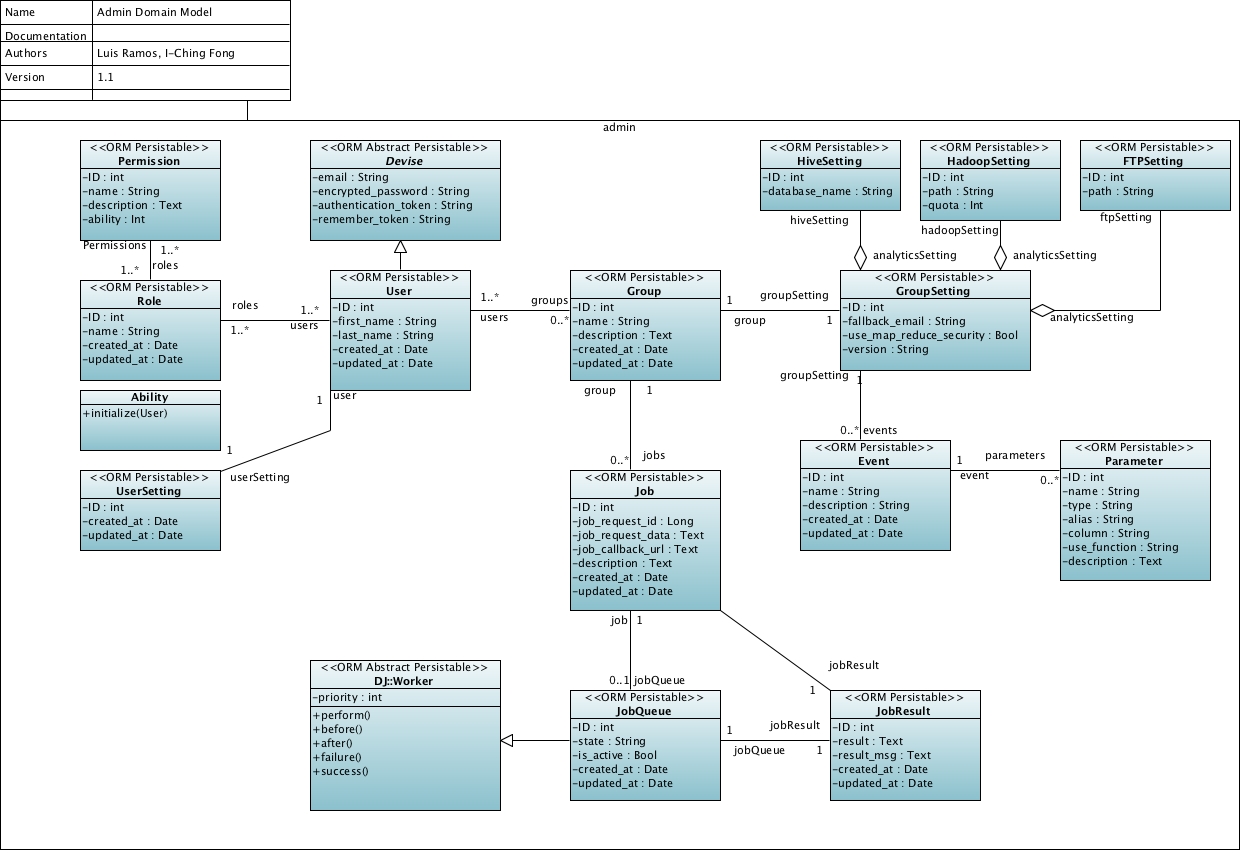 Name Admin Domain Model
Documentation
Authors Luis Ramos, I-Ching Fong
Version 1.1
admin
<<ORM Persistable>>
Permission
-ID : int
-name : String
-description : Text
-ability : Int
<<ORM Abstract Persistable>>
Devise
-email : String
-encrypted_password : String
-authentication_token : String
-remember_token : String
<<ORM Persistable>>
HiveSetting
-ID : int
-database_name : String
<<ORM Persistable>>
HadoopSetting
-ID : int
-path : String
-quota : Int
<<ORM Persistable>>
FTPSetting
-ID : int
-path : String
Permissions
1..*
1..*
roles
hiveSetting
analyticsSetting
hadoopSetting
analyticsSetting
ftpSetting
analyticsSetting
<<ORM Persistable>>
Role
-ID : int
-name : String
-created_at : Date
-updated_at : Date
roles
1..*
1..*
users
<<ORM Persistable>>
User
-ID : int
-first_name : String
-last_name : String
-created_at : Date
-updated_at : Date
1..*
users
groups
0..*
<<ORM Persistable>>
Group
-ID : int
-name : String
-description : Text
-created_at : Date
-updated_at : Date
1
group
groupSetting
1
<<ORM Persistable>>
GroupSetting
-ID : int
-fallback_email : String
-use_map_reduce_security : Bool
-version : String
Ability
+initialize(User)
1
user
1
userSetting
<<ORM Persistable>>
UserSetting
-ID : int
-created_at : Date
-updated_at : Date
group
1
0..*
jobs
groupSetting
1
0..*
events
<<ORM Persistable>>
Job
-ID : int
-job_request_id : Long
-job_request_data : Text
-job_callback_url : Text
-description : Text
-created_at : Date
-updated_at : Date
<<ORM Persistable>>
Event
-ID : int
-name : String
-description : String
-created_at : Date
-updated_at : Date
1
event
parameters
0..*
<<ORM Persistable>>
Parameter
-ID : int
-name : String
-type : String
-alias : String
-column : String
-use_function : String
-description : Text
job
1
0..1
jobQueue
jobResult
1
<<ORM Abstract Persistable>>
DJ::Worker
-priority : int
+perform()
+before()
+after()
+failure()
+success()
<<ORM Persistable>>
JobQueue
-ID : int
-state : String
-is_active : Bool
-created_at : Date
-updated_at : Date
1
jobQueue
jobResult
1
<<ORM Persistable>>
JobResult
-ID : int
-result : Text
-result_msg : Text
-created_at : Date
-updated_at : Date